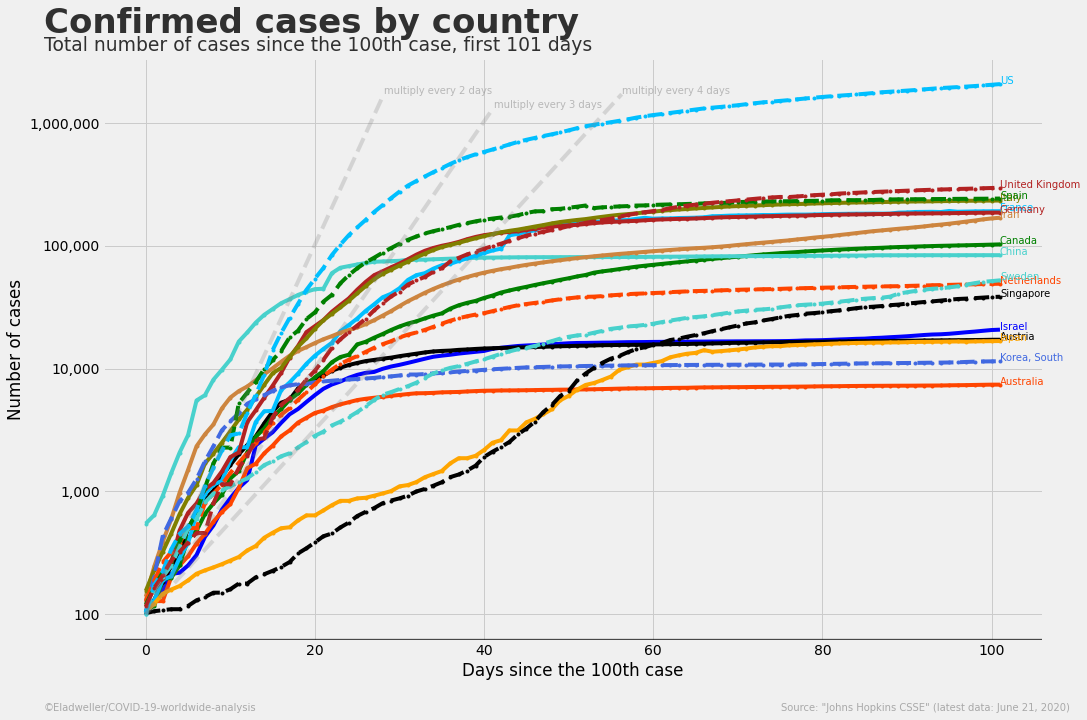 Confirmed cases by country
Total number of cases since the 100th case, first 101 days
multiply every 2 days
multiply every 3 days
multiply every 4 days
US
United Kingdom
Spain
Italy
France
Germany
Iran
Canada
China
Sweden
Netherlands
Singapore
Israel
Austria
Korea, South
Australia
1,000,000
100,000
10,000
1,000
100
Number of cases
0 20 40 60 80 100
Days since the 100th case
©Eladweller/COVID-19-worldwide-analysis
Source: "Johns Hopkins CSSE" (latest data: June 21, 2020)